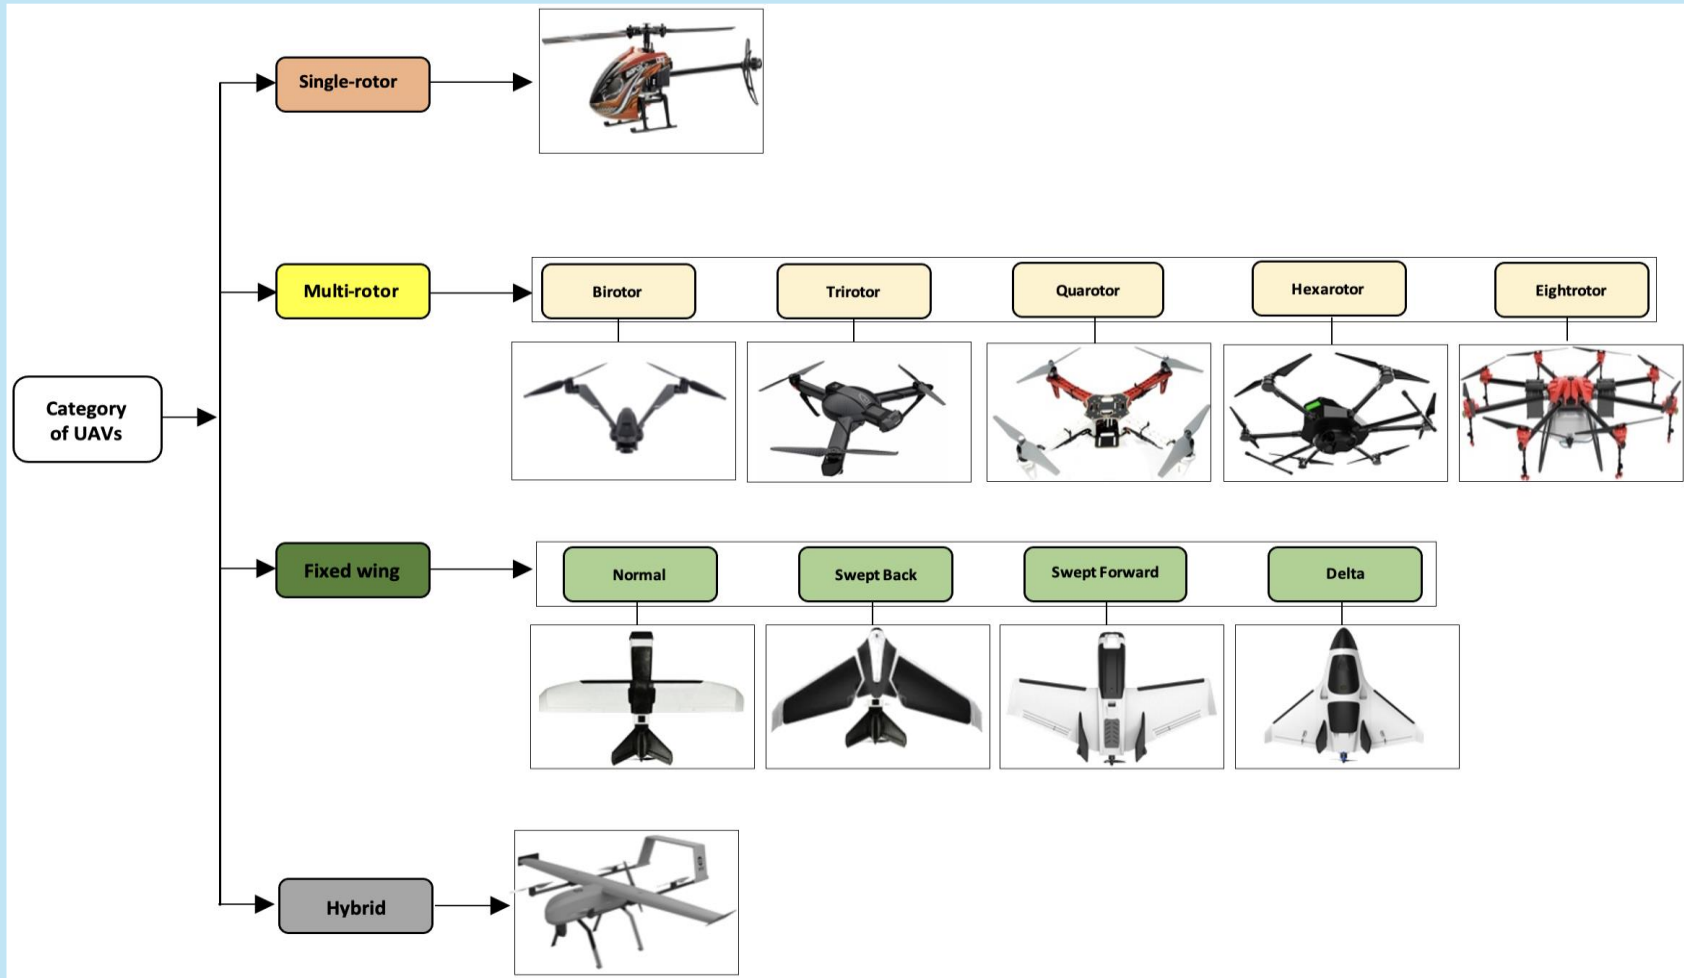 Single-rotor
Multi-rotor
Birotor
Trirotor
Quarotor
Hexarotor
Eightrotor
Category
of UAVs
Fixed wing
Normal
Swept Back
Swept Forward
Delta
Hybrid